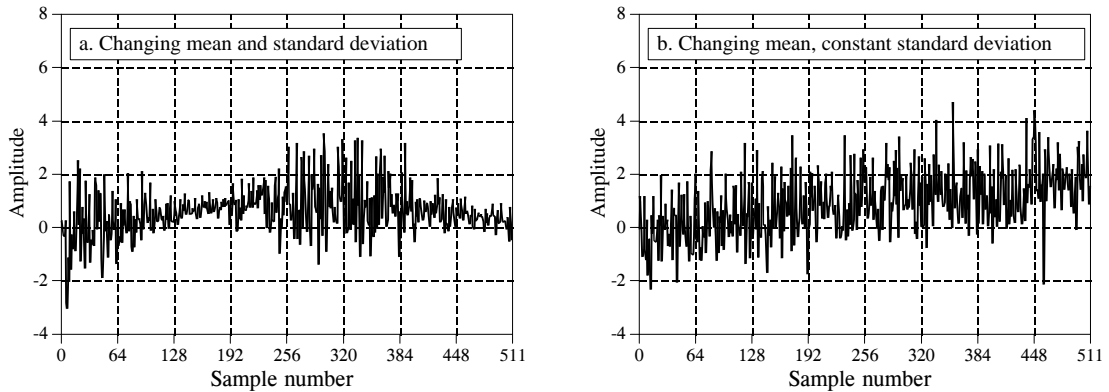 a. Changing mean and standard deviation
Amplitude
8
6
4
2
0
-2
-4
0 64 128 192 256 320 384 448 511
Sample number
b. Changing mean, constant standard deviation
Amplitude
8
6
4
2
0
-2
-4
0 64 128 192 256 320 384 448 511
Sample number